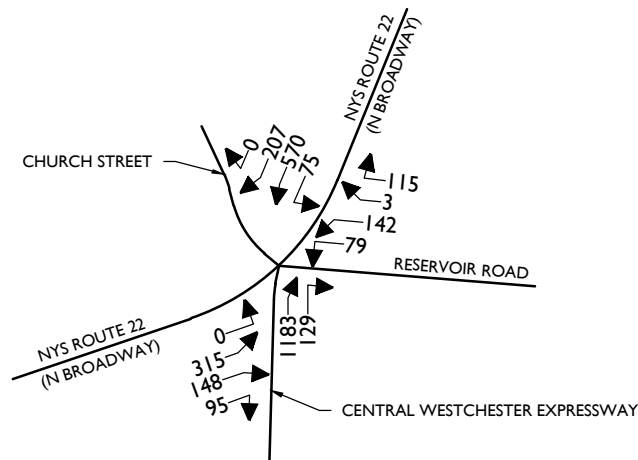 NYS ROUTE 22
(N BROADWAY)
CHURCH STREET
0
207
570
75
115
3
142
79
RESERVOIR ROAD
NYS ROUTE 22
(N BROADWAY)
0
315
148
95
1183
129
CENTRAL WESTCHESTER EXPRESSWAY